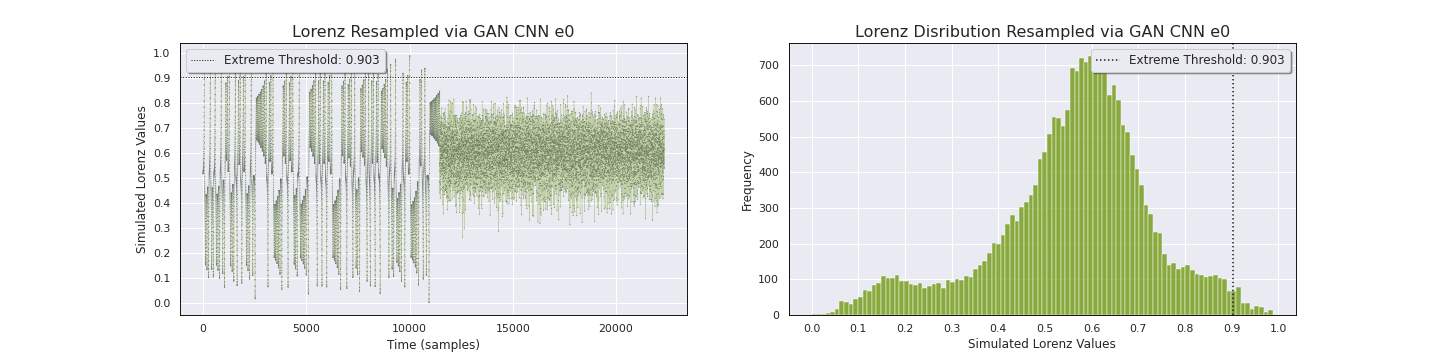 Lorenz Resampled via GAN CNN e0
Extreme Threshold: 0.903
Simulated Lorenz Values
1.0
0.9
0.8
0.7
0.6
0.5
0.4
0.3
0.2
0.1
0.0
0 5000 10000 15000 20000
Time (samples)
Lorenz Disribution Resampled via GAN CNN e0
Extreme Threshold: 0.903
Frequency
700
600
500
400
300
200
100
0
0.0 0.1 0.2 0.3 0.4 0.5 0.6 0.7 0.8 0.9 1.0
Simulated Lorenz Values